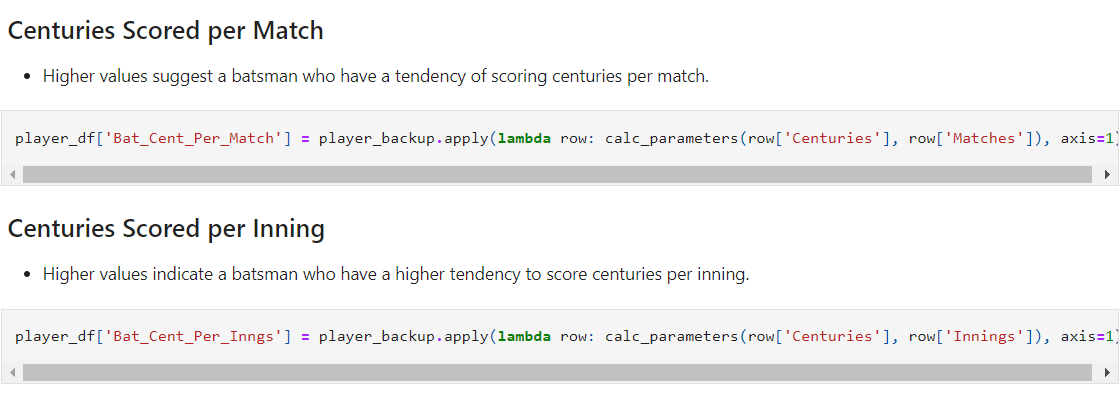 Centuries Scored per Match
• Higher values suggest a batsman who have a tendency of scoring centuries per match.
player_df['Bat_Cent_Per_Match'] = player_backup.apply(lambda row: calc_parameters(row['Centuries'], row['Matches']), axis=1)
Centuries Scored per Inning
• Higher values indicate a batsman who have a higher tendency to score centuries per inning.
player_df['Bat_Cent_Per_Inngs'] = player_backup.apply(lambda row: calc_parameters(row['Centuries'], row['Innings']), axis=1)